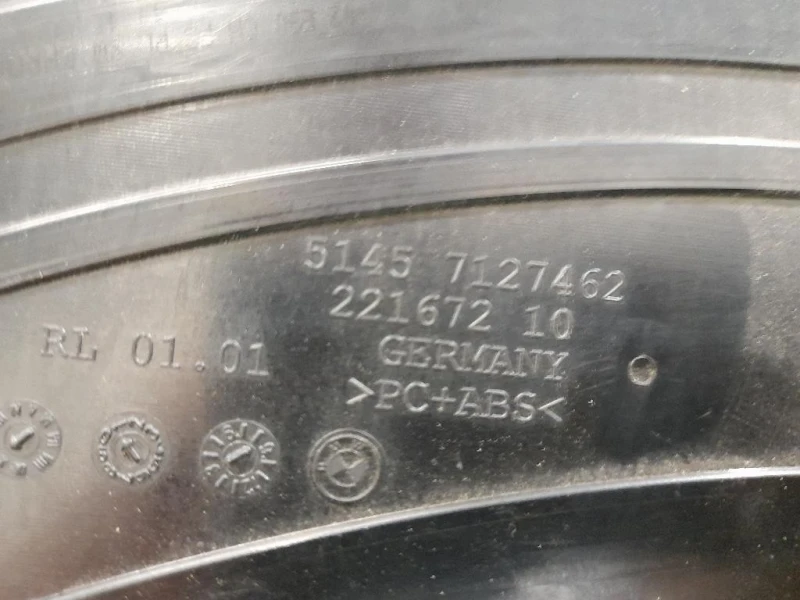 5145 7127462
221672 10
RL 01.01
GERMANY
>PC+ABS<